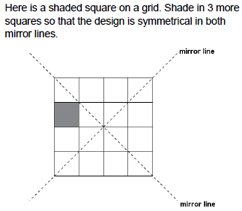 Here is a shaded square on a grid. Shade in 3 more
squares so that the design is symmetrical in both
mirror lines.
mirror line
mirror line